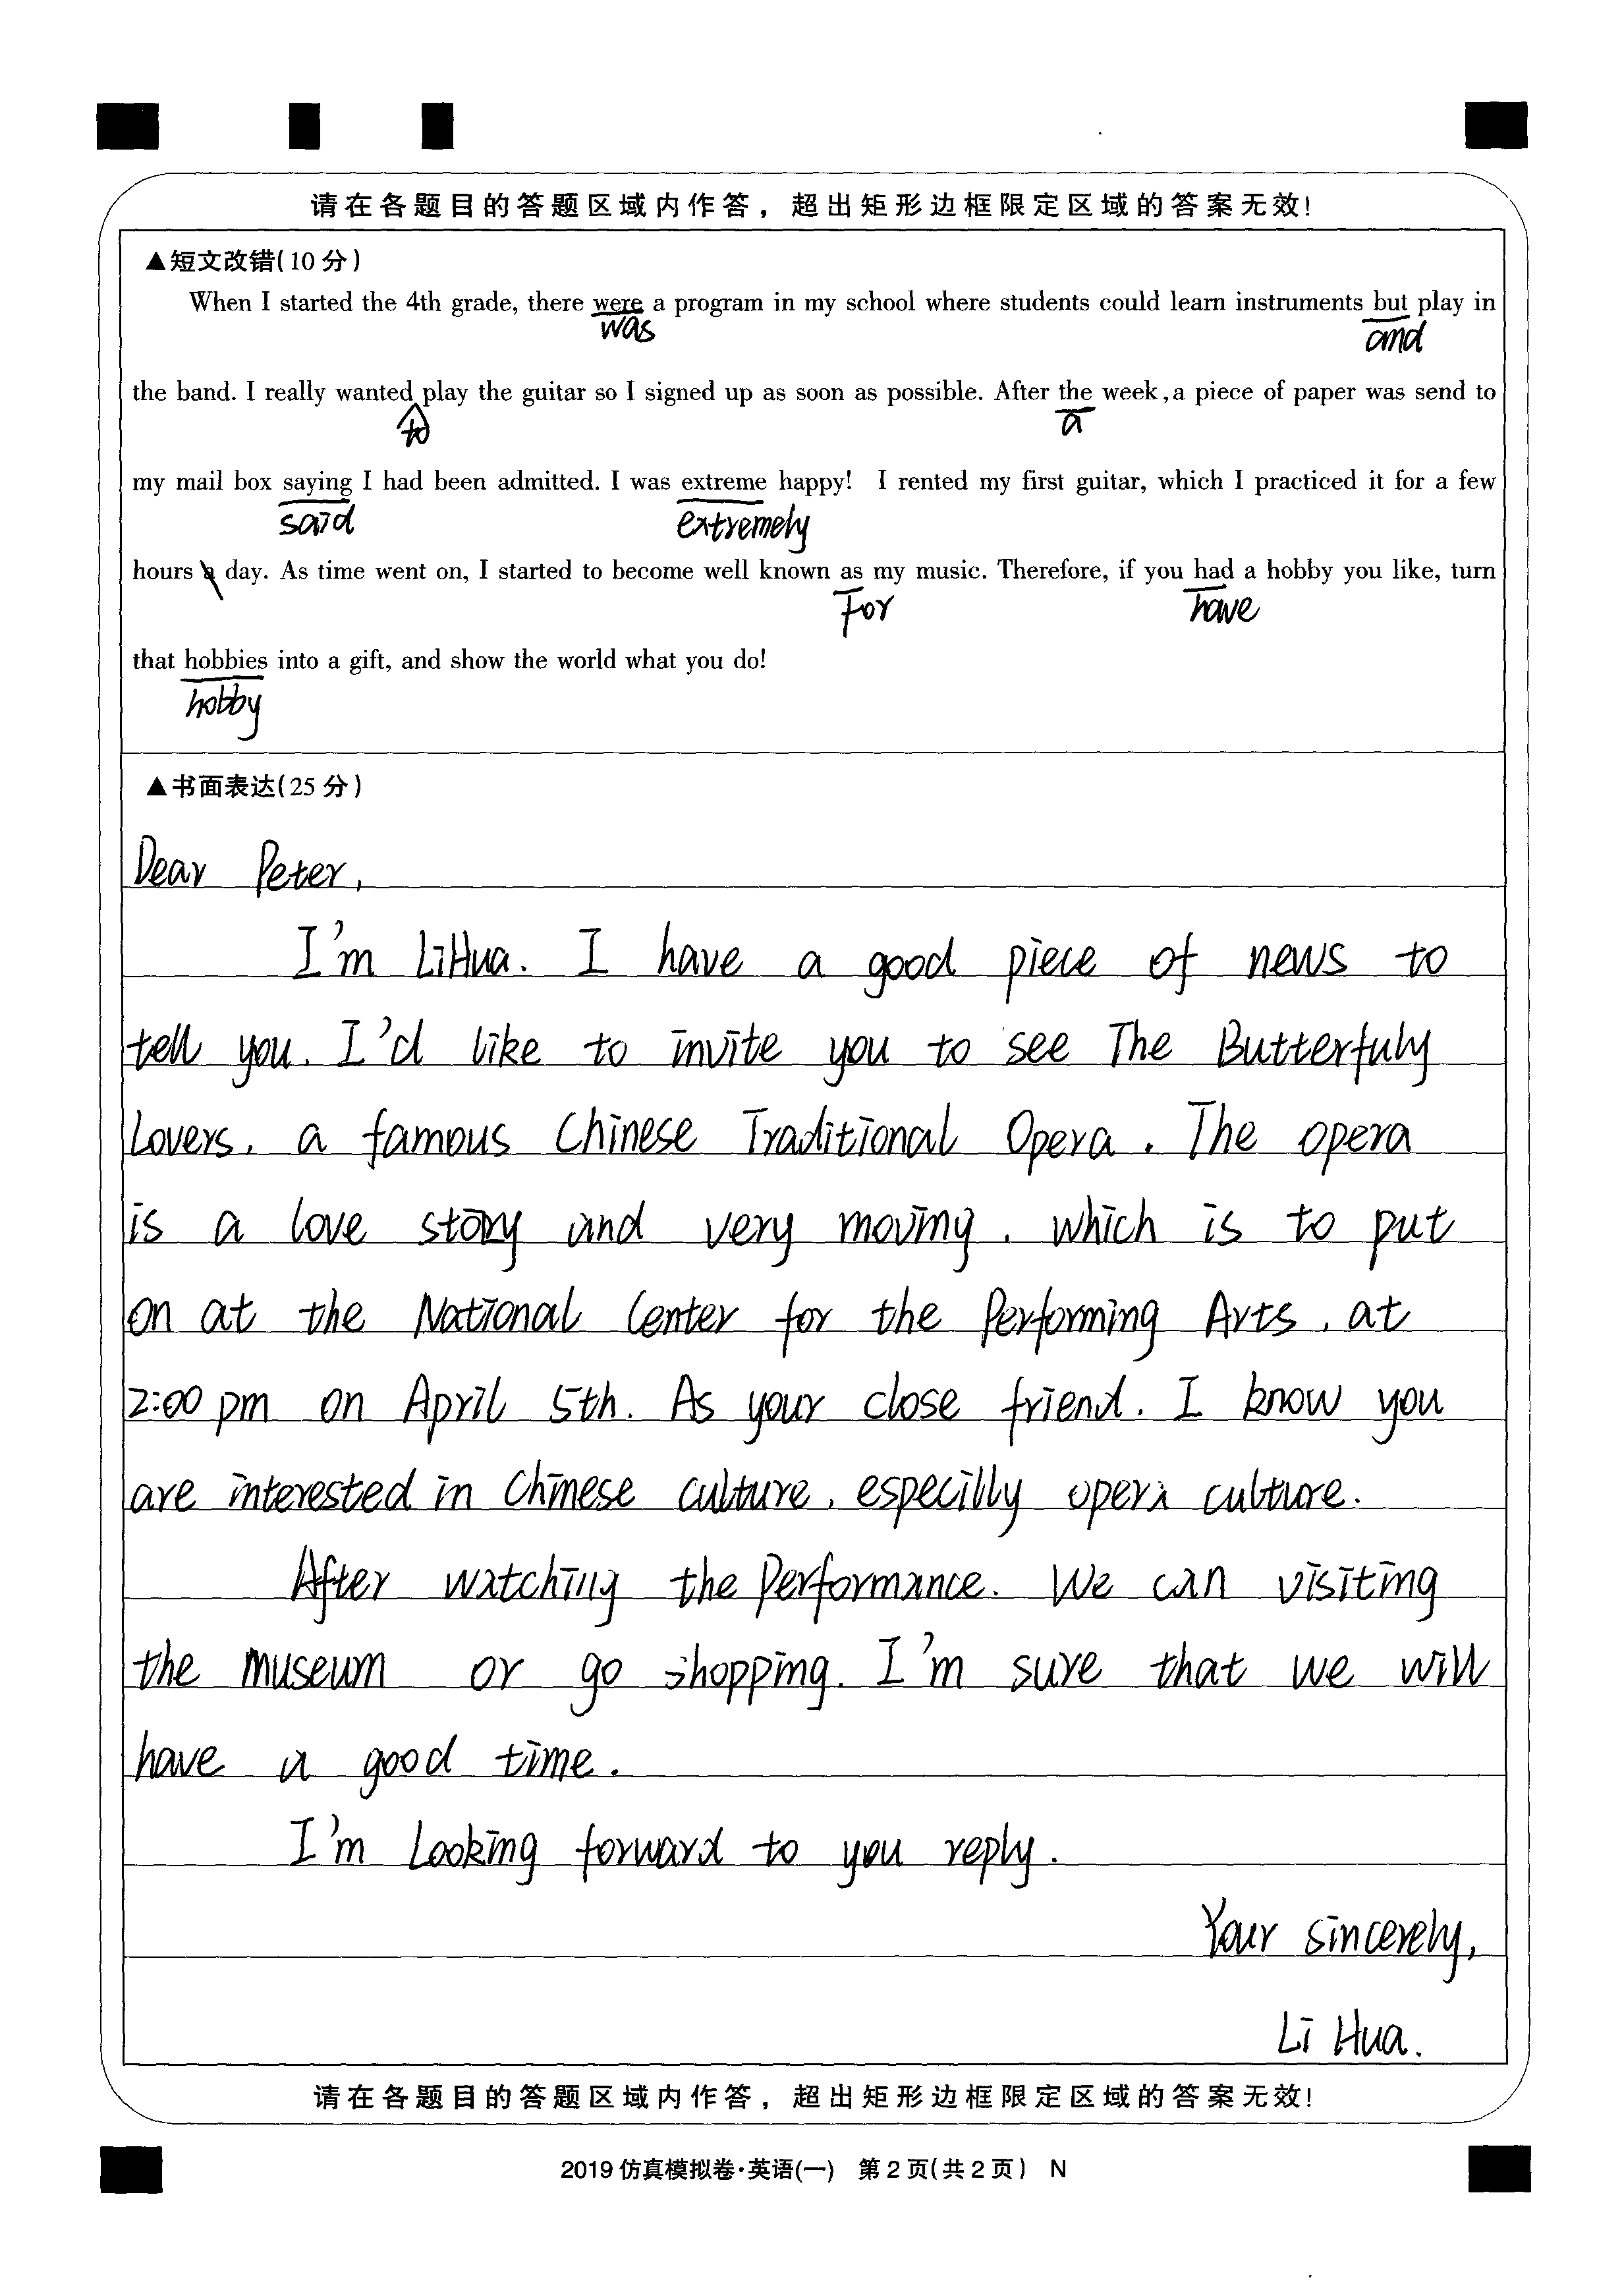 请在各题目的答题区域内作答，超出矩形边框限定区域的答案无效！
▲短文改错(10分)
When I started the 4th grade, there were a program in my school where students could learn instruments but play in
was
and
the band. I really wanted play the guitar so I signed up as soon as possible. After the week, a piece of paper was send to
to
a
my mail box saying I had been admitted. I was extreme happy! I rented my first guitar, which I practiced it for a few
said
extremely
hours a day. As time went on, I started to become well known as my music. Therefore, if you had a hobby you like, turn
For
have
that hobbies into a gift, and show the world what you do!
hobby
▲书面表达(25分)
Dear Peter,
I'm LiHua. I have a good piece of news to
tell you. I'd like to invite you to see The Butterfuly
Lovers, a famous Chinese Traditional Opera. The opera
is a love story and very moving, which is to put
on at the National Center for the Performing Arts, at
2:00 pm on April 5th. As your close friend. I know you
are interested in Chinese culture, especilly opera culture.
After watching the Performance. We can visiting
the museum or go shopping. I'm sure that we will
have a good time.
I'm Looking forward to you reply.
Your sincerely,
Li Hua.
请在各题目的答题区域内作答，超出矩形边框限定区域的答案无效！
2019仿真模拟卷·英语(一) 第2页(共2页) N